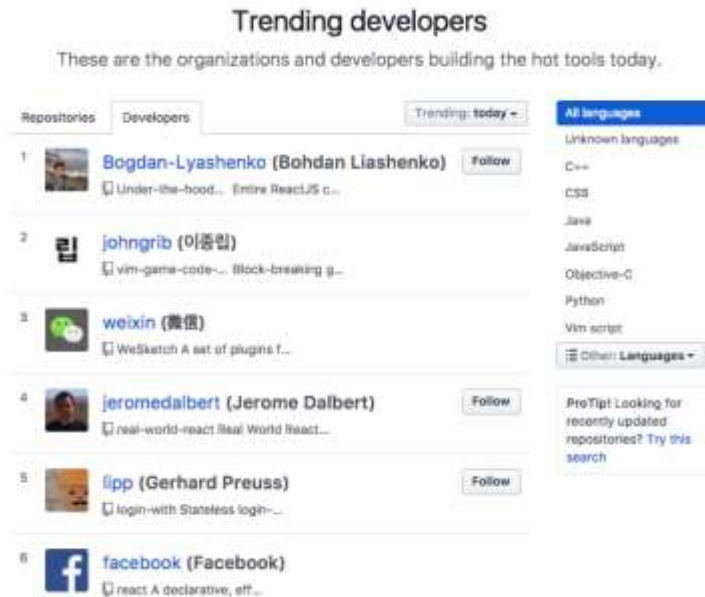 Trending developers
These are the organizations and developers building the hot tools today.
Repositories
Developers
Trending: today
1
Bogdan-Lyashenko (Bohdan Liashenko)
Follow
Under-the-hood... Entire ReactJS c...
2
립
johngrib (이종립)
vim-game-code-... Block-breaking g...
3
weixin (微信)
WeSketch A set of plugins f...
4
jeromedalbert (Jerome Dalbert)
Follow
real-world-react Real World React...
5
lipp (Gerhard Preuss)
Follow
login-with Stateless login-...
6
f
facebook (Facebook)
react A declarative, eff...
All languages
Unknown languages
C++
CSS
Java
JavaScript
Objective-C
Python
Vim script
Other: Languages
ProTip! Looking for
recently updated
repositories? Try this
search